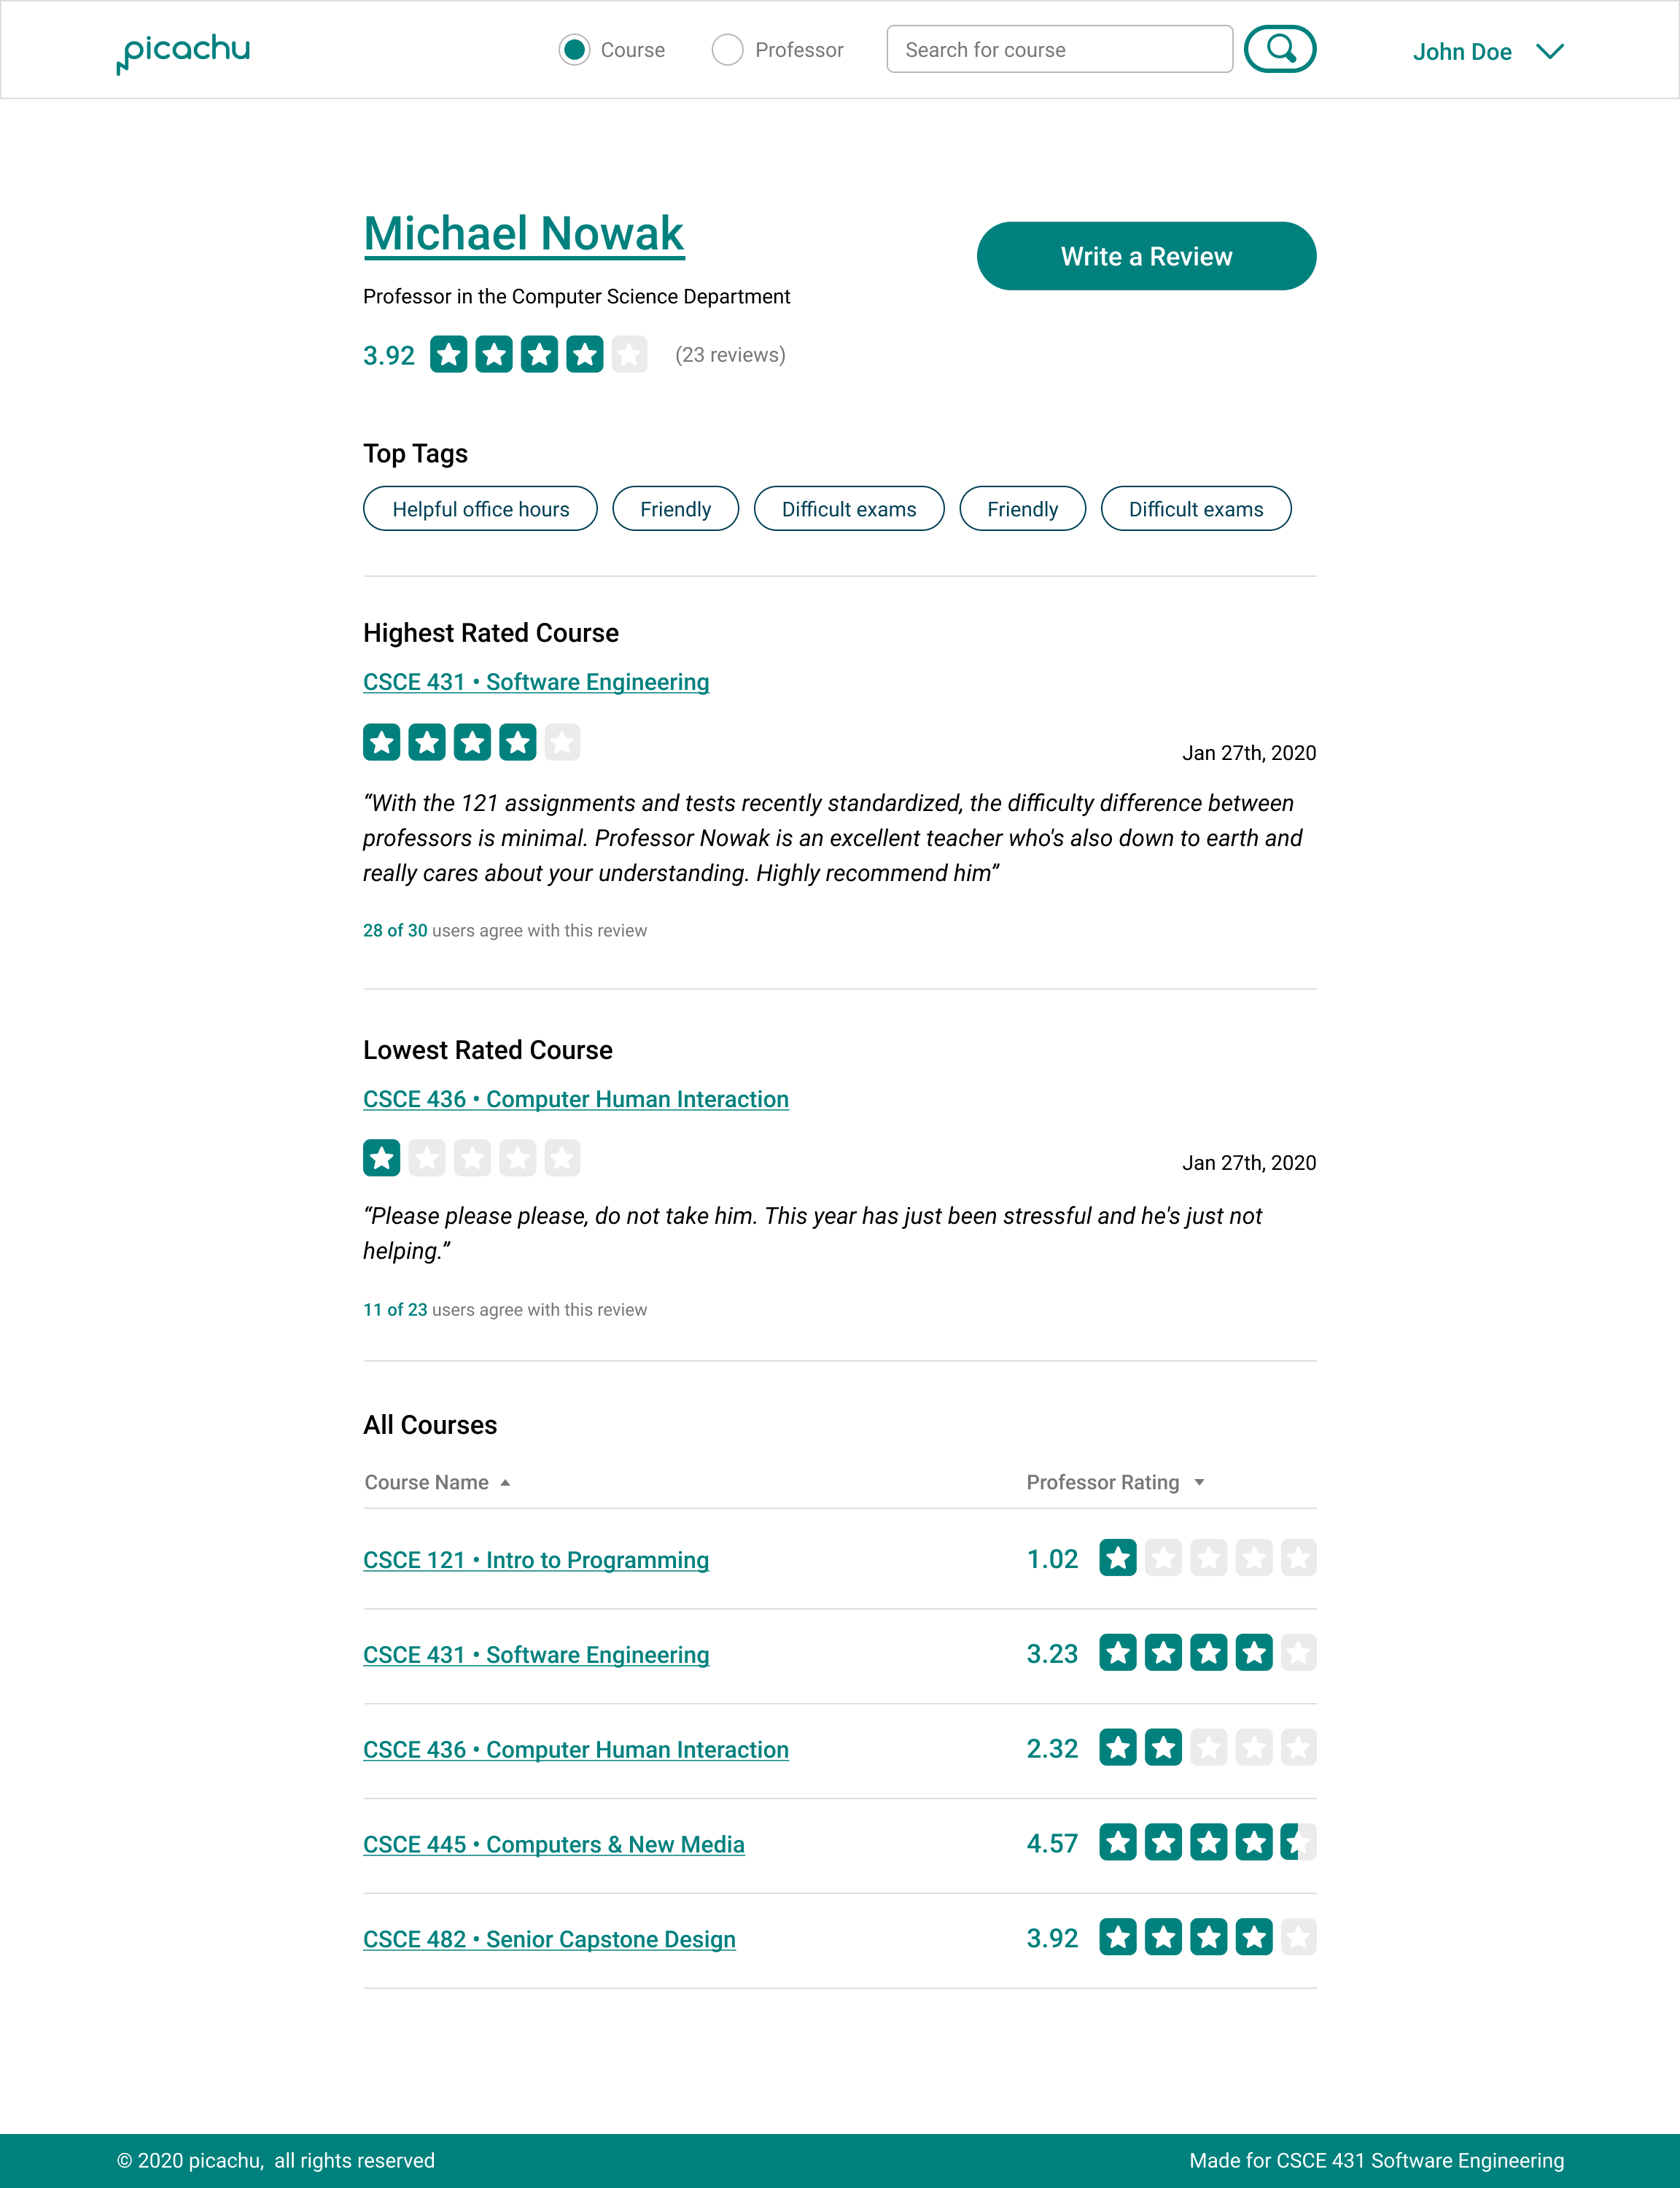 picachu
Course
Professor
Search for course
John Doe
Michael Nowak
Write a Review
Professor in the Computer Science Department
3.92
(23 reviews)
Top Tags
Helpful office hours
Friendly
Difficult exams
Friendly
Difficult exams
Highest Rated Course
CSCE 431 • Software Engineering
Jan 27th, 2020
“With the 121 assignments and tests recently standardized, the difficulty difference between
professors is minimal. Professor Nowak is an excellent teacher who's also down to earth and
really cares about your understanding. Highly recommend him”
28 of 30 users agree with this review
Lowest Rated Course
CSCE 436 • Computer Human Interaction
Jan 27th, 2020
“Please please please, do not take him. This year has just been stressful and he's just not
helping.”
11 of 23 users agree with this review
All Courses
Course Name
Professor Rating
CSCE 121 • Intro to Programming
1.02
CSCE 431 • Software Engineering
3.23
CSCE 436 • Computer Human Interaction
2.32
CSCE 445 • Computers & New Media
4.57
CSCE 482 • Senior Capstone Design
3.92
© 2020 picachu,  all rights reserved
Made for CSCE 431 Software Engineering